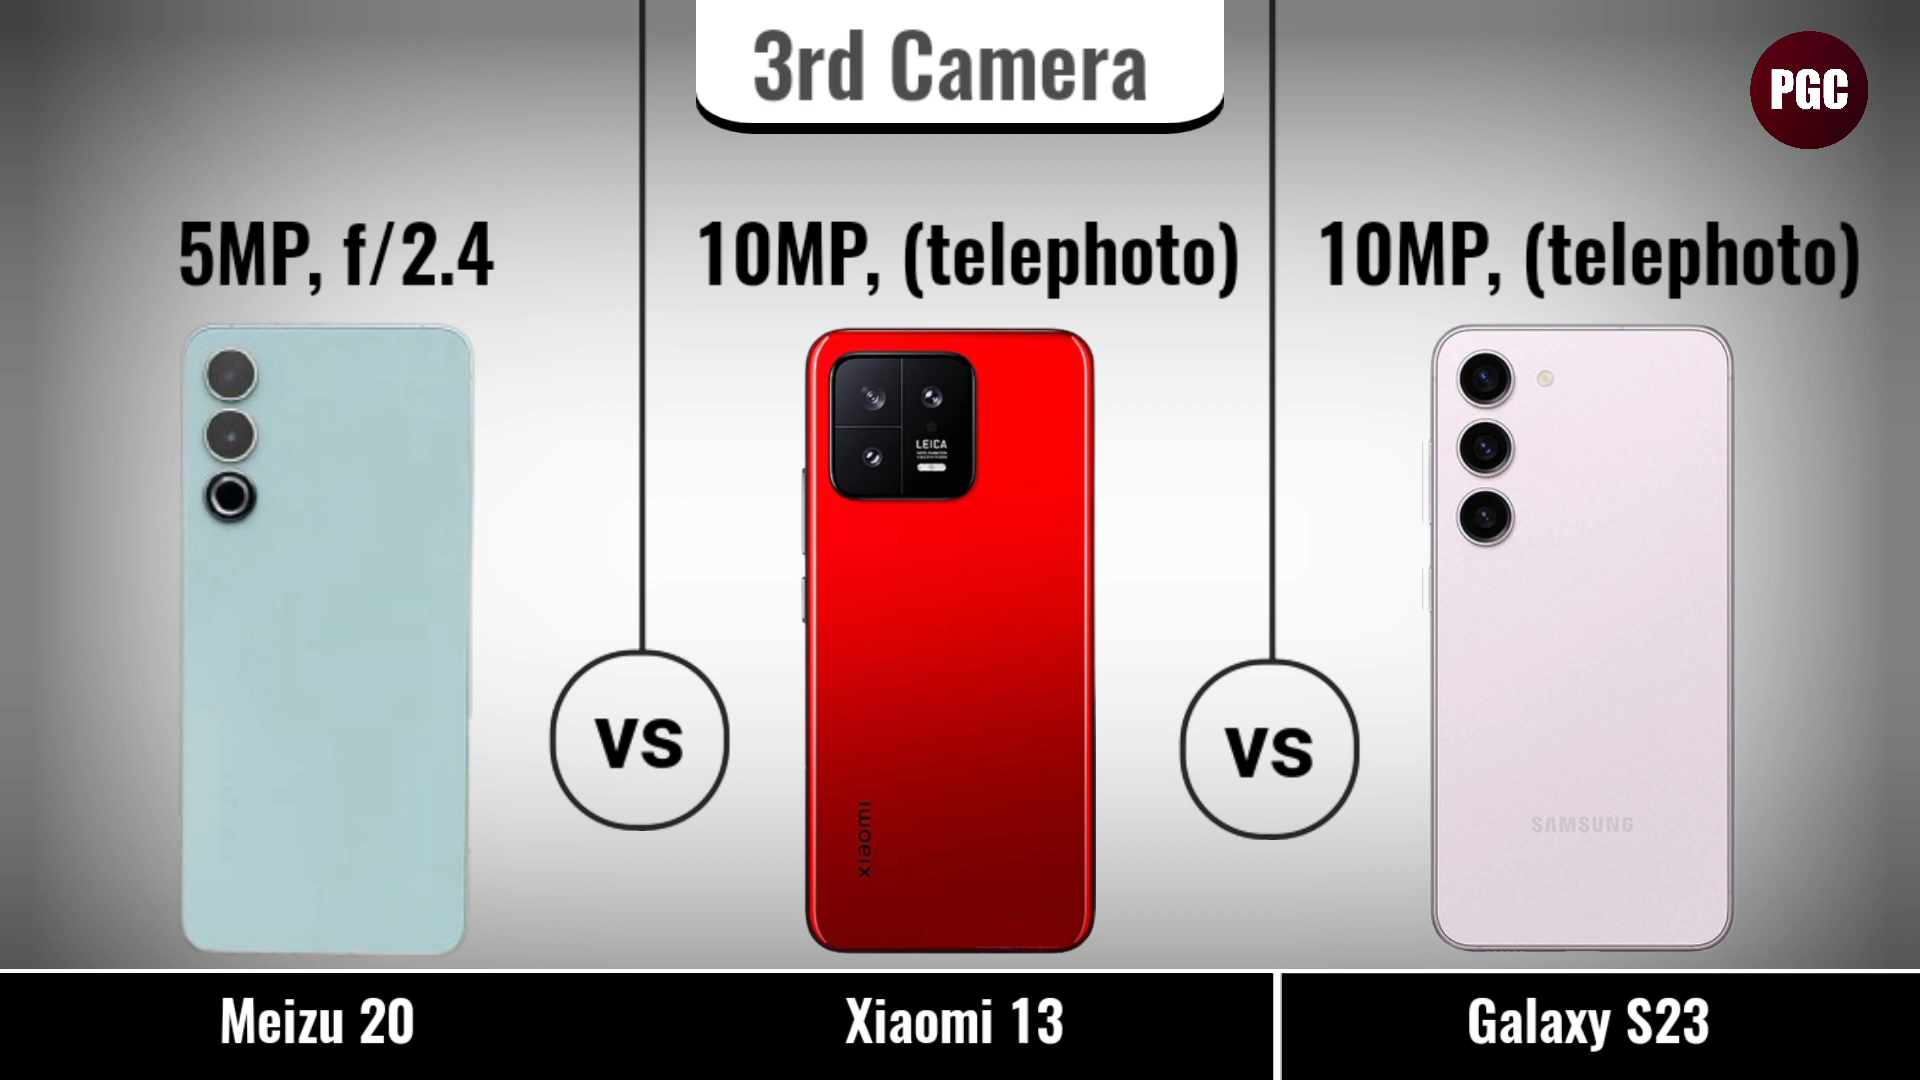 3rd Camera
PGC
5MP, f/2.4
10MP, (telephoto)
10MP, (telephoto)
LEICA
VS
VS
xiaomi
SAMSUNG
Meizu 20
Xiaomi 13
Galaxy S23